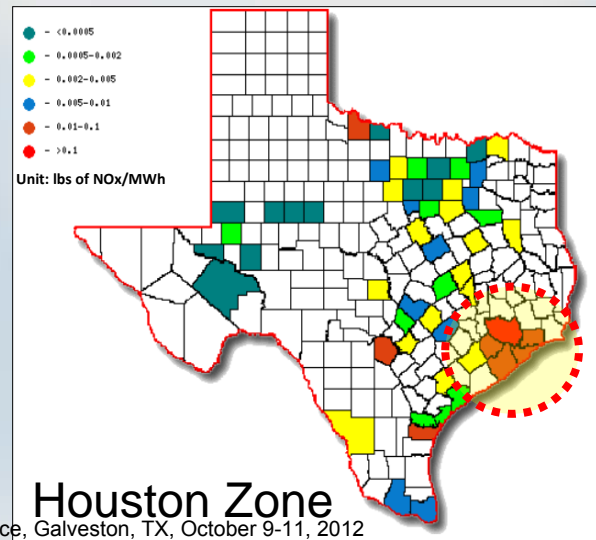 - <0.0005
- 0.0005-0.002
- 0.002-0.005
- 0.005-0.01
- 0.01-0.1
- >0.1
Unit: lbs of NOx/MWh
Houston Zone
ce, Galveston, TX, October 9-11, 2012